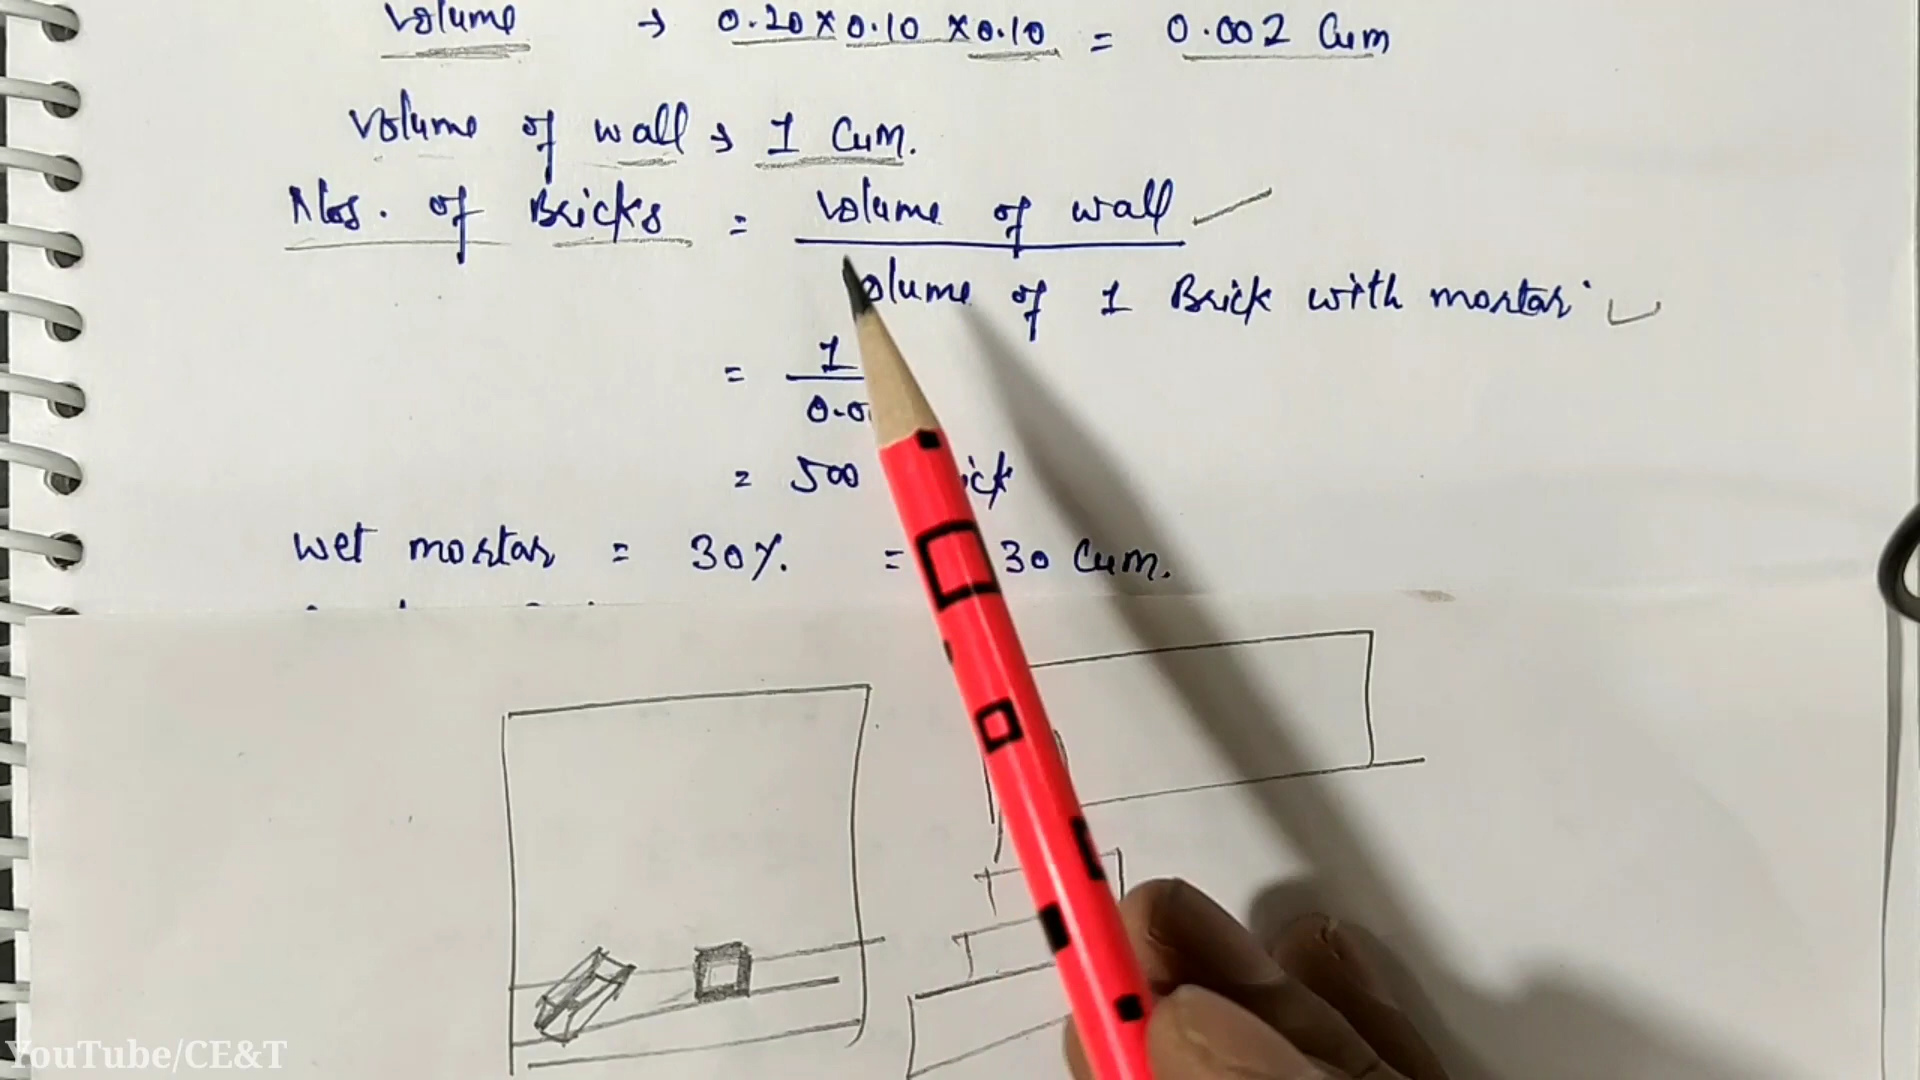 Volume → 0.20 × 0.10 × 0.10 = 0.002 Cum
Volume of wall → 1 Cum.
Nos. of Bricks = Volume of wall
Volume of 1 Brick with mortar
= 1
0.0
= 500
wet mortar = 30%. = 30 Cum.
YouTube/CE&T